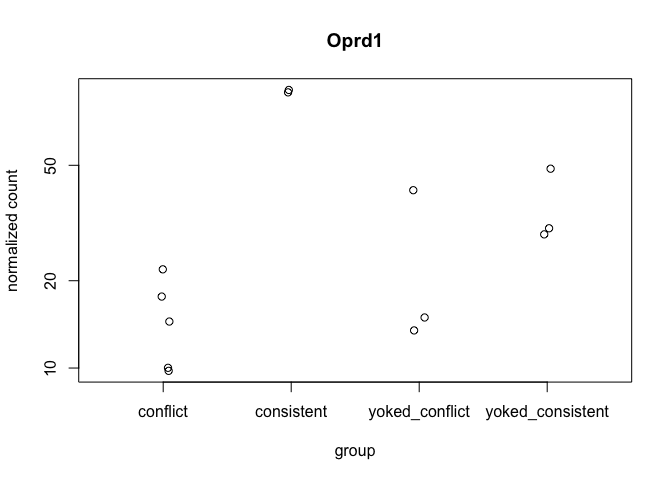 Oprd1
normalized count
50
20
10
conflict
consistent
yoked_conflict
yoked_consistent
group